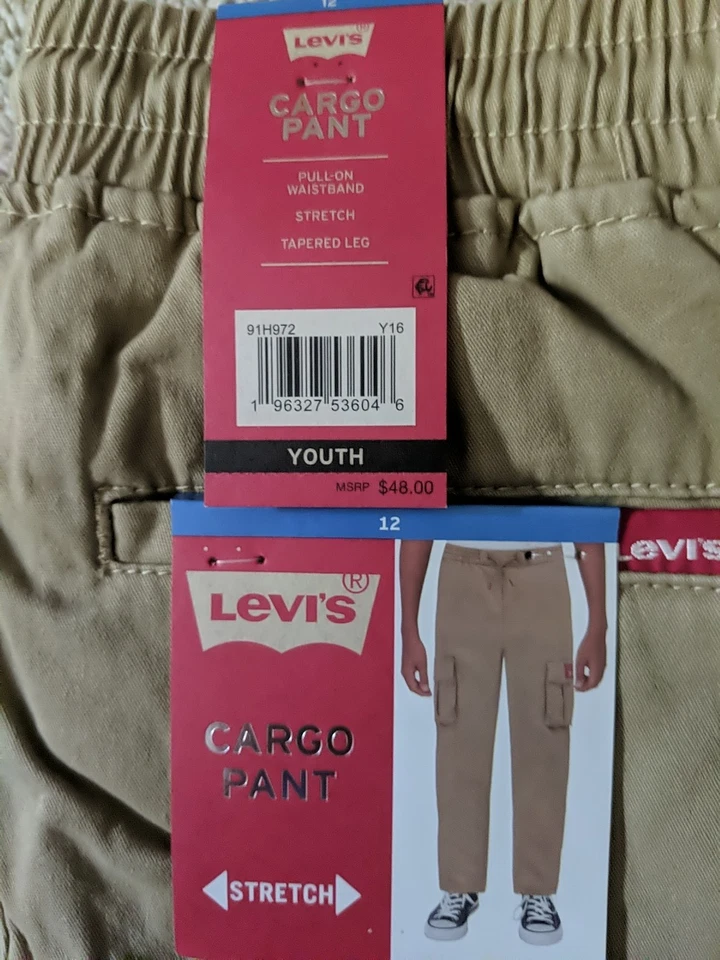 12
Levi's
CARGO
PANT
PULL-ON
WAISTBAND
STRETCH
TAPERED LEG
91H972 Y16
1 96327 53604 6
YOUTH
MSRP $48.00
12
Levi's
Levi's®
CARGO
PANT
STRETCH